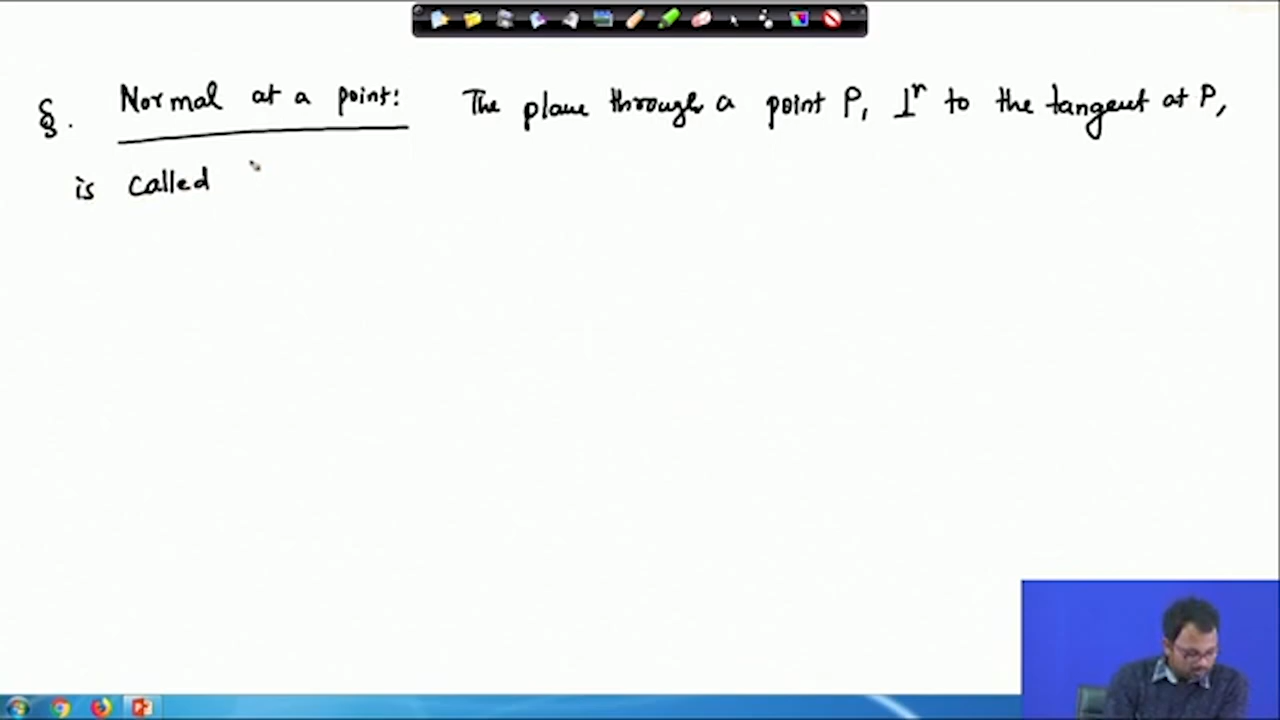 §. Normal at a point: The plane through a point P, ⊥ʳ to the tangent at P,
is called